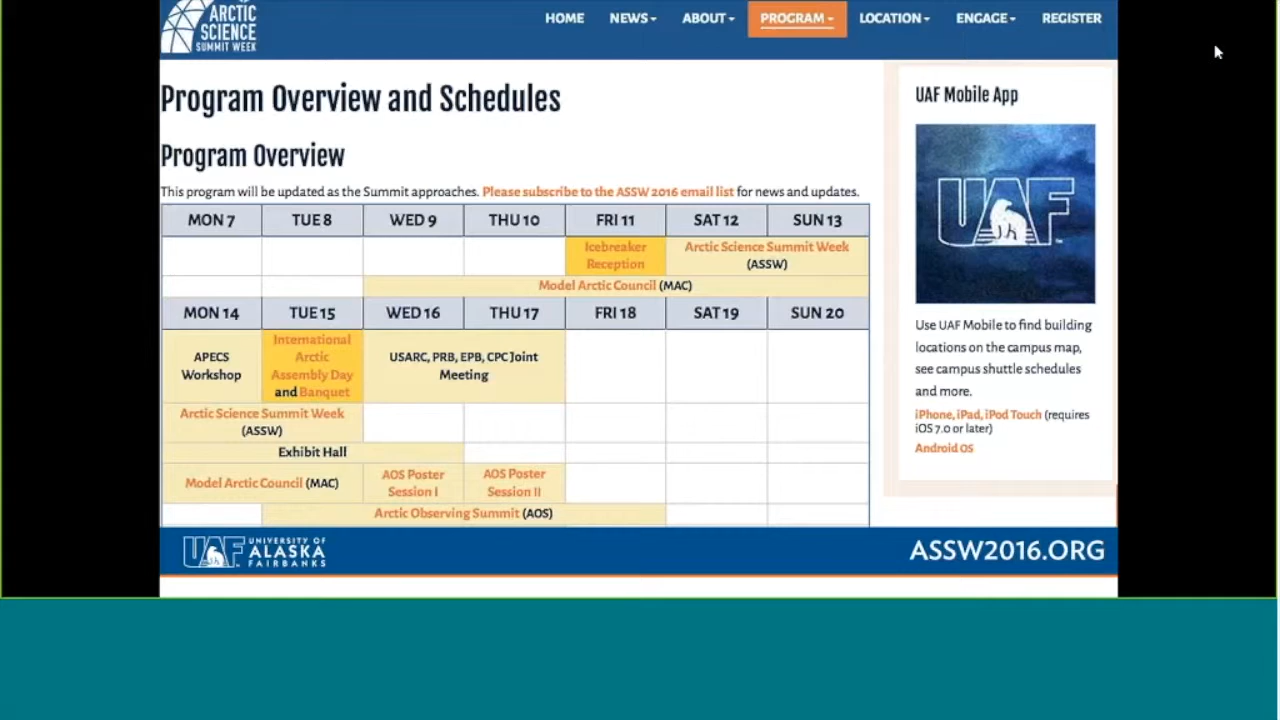 ARCTIC
SCIENCE
SUMMIT WEEK
HOME NEWS ABOUT PROGRAM LOCATION ENGAGE REGISTER
Program Overview and Schedules
Program Overview
This program will be updated as the Summit approaches. Please subscribe to the ASSW 2016 email list for news and updates.
MON 7 TUE 8 WED 9 THU 10 FRI 11 SAT 12 SUN 13
Icebreaker
Reception
Arctic Science Summit Week
(ASSW)
Model Arctic Council (MAC)
MON 14 TUE 15 WED 16 THU 17 FRI 18 SAT 19 SUN 20
APECS
Workshop
International
Arctic
Assembly Day
and Banquet
USARC, PRB, EPB, CPC Joint
Meeting
Arctic Science Summit Week
(ASSW)
Exhibit Hall
Model Arctic Council (MAC)
AOS Poster
Session I
AOS Poster
Session II
Arctic Observing Summit (AOS)
UAF Mobile App
UAF
Use UAF Mobile to find building
locations on the campus map,
see campus shuttle schedules
and more.
iPhone, iPad, iPod Touch (requires
iOS 7.0 or later)
Android OS
UAF
UNIVERSITY OF
ALASKA
FAIRBANKS
ASSW2016.ORG